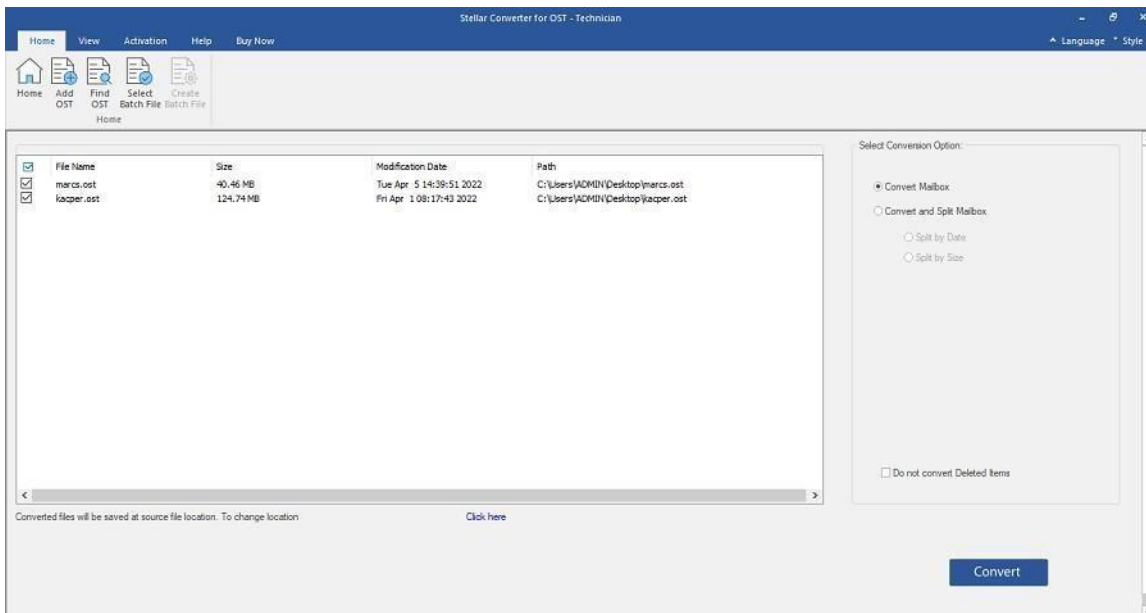 Stellar Converter for OST - Technician
Home View Activation Help Buy Now
Language Style
Home Add OST Find OST Select Batch File Create Batch File
Home
Select Conversion Option:
File Name Size Modification Date Path
marcs.ost 40.46 MB Tue Apr 5 14:39:51 2022 C:\Users\ADMIN\Desktop\marcs.ost
kacper.ost 124.74 MB Fri Apr 1 08:17:43 2022 C:\Users\ADMIN\Desktop\kacper.ost
Convert Mailbox
Convert and Split Mailbox
Split by Date
Split by Size
Do not convert Deleted Items
Converted files will be saved at source file location. To change location Click here
Convert